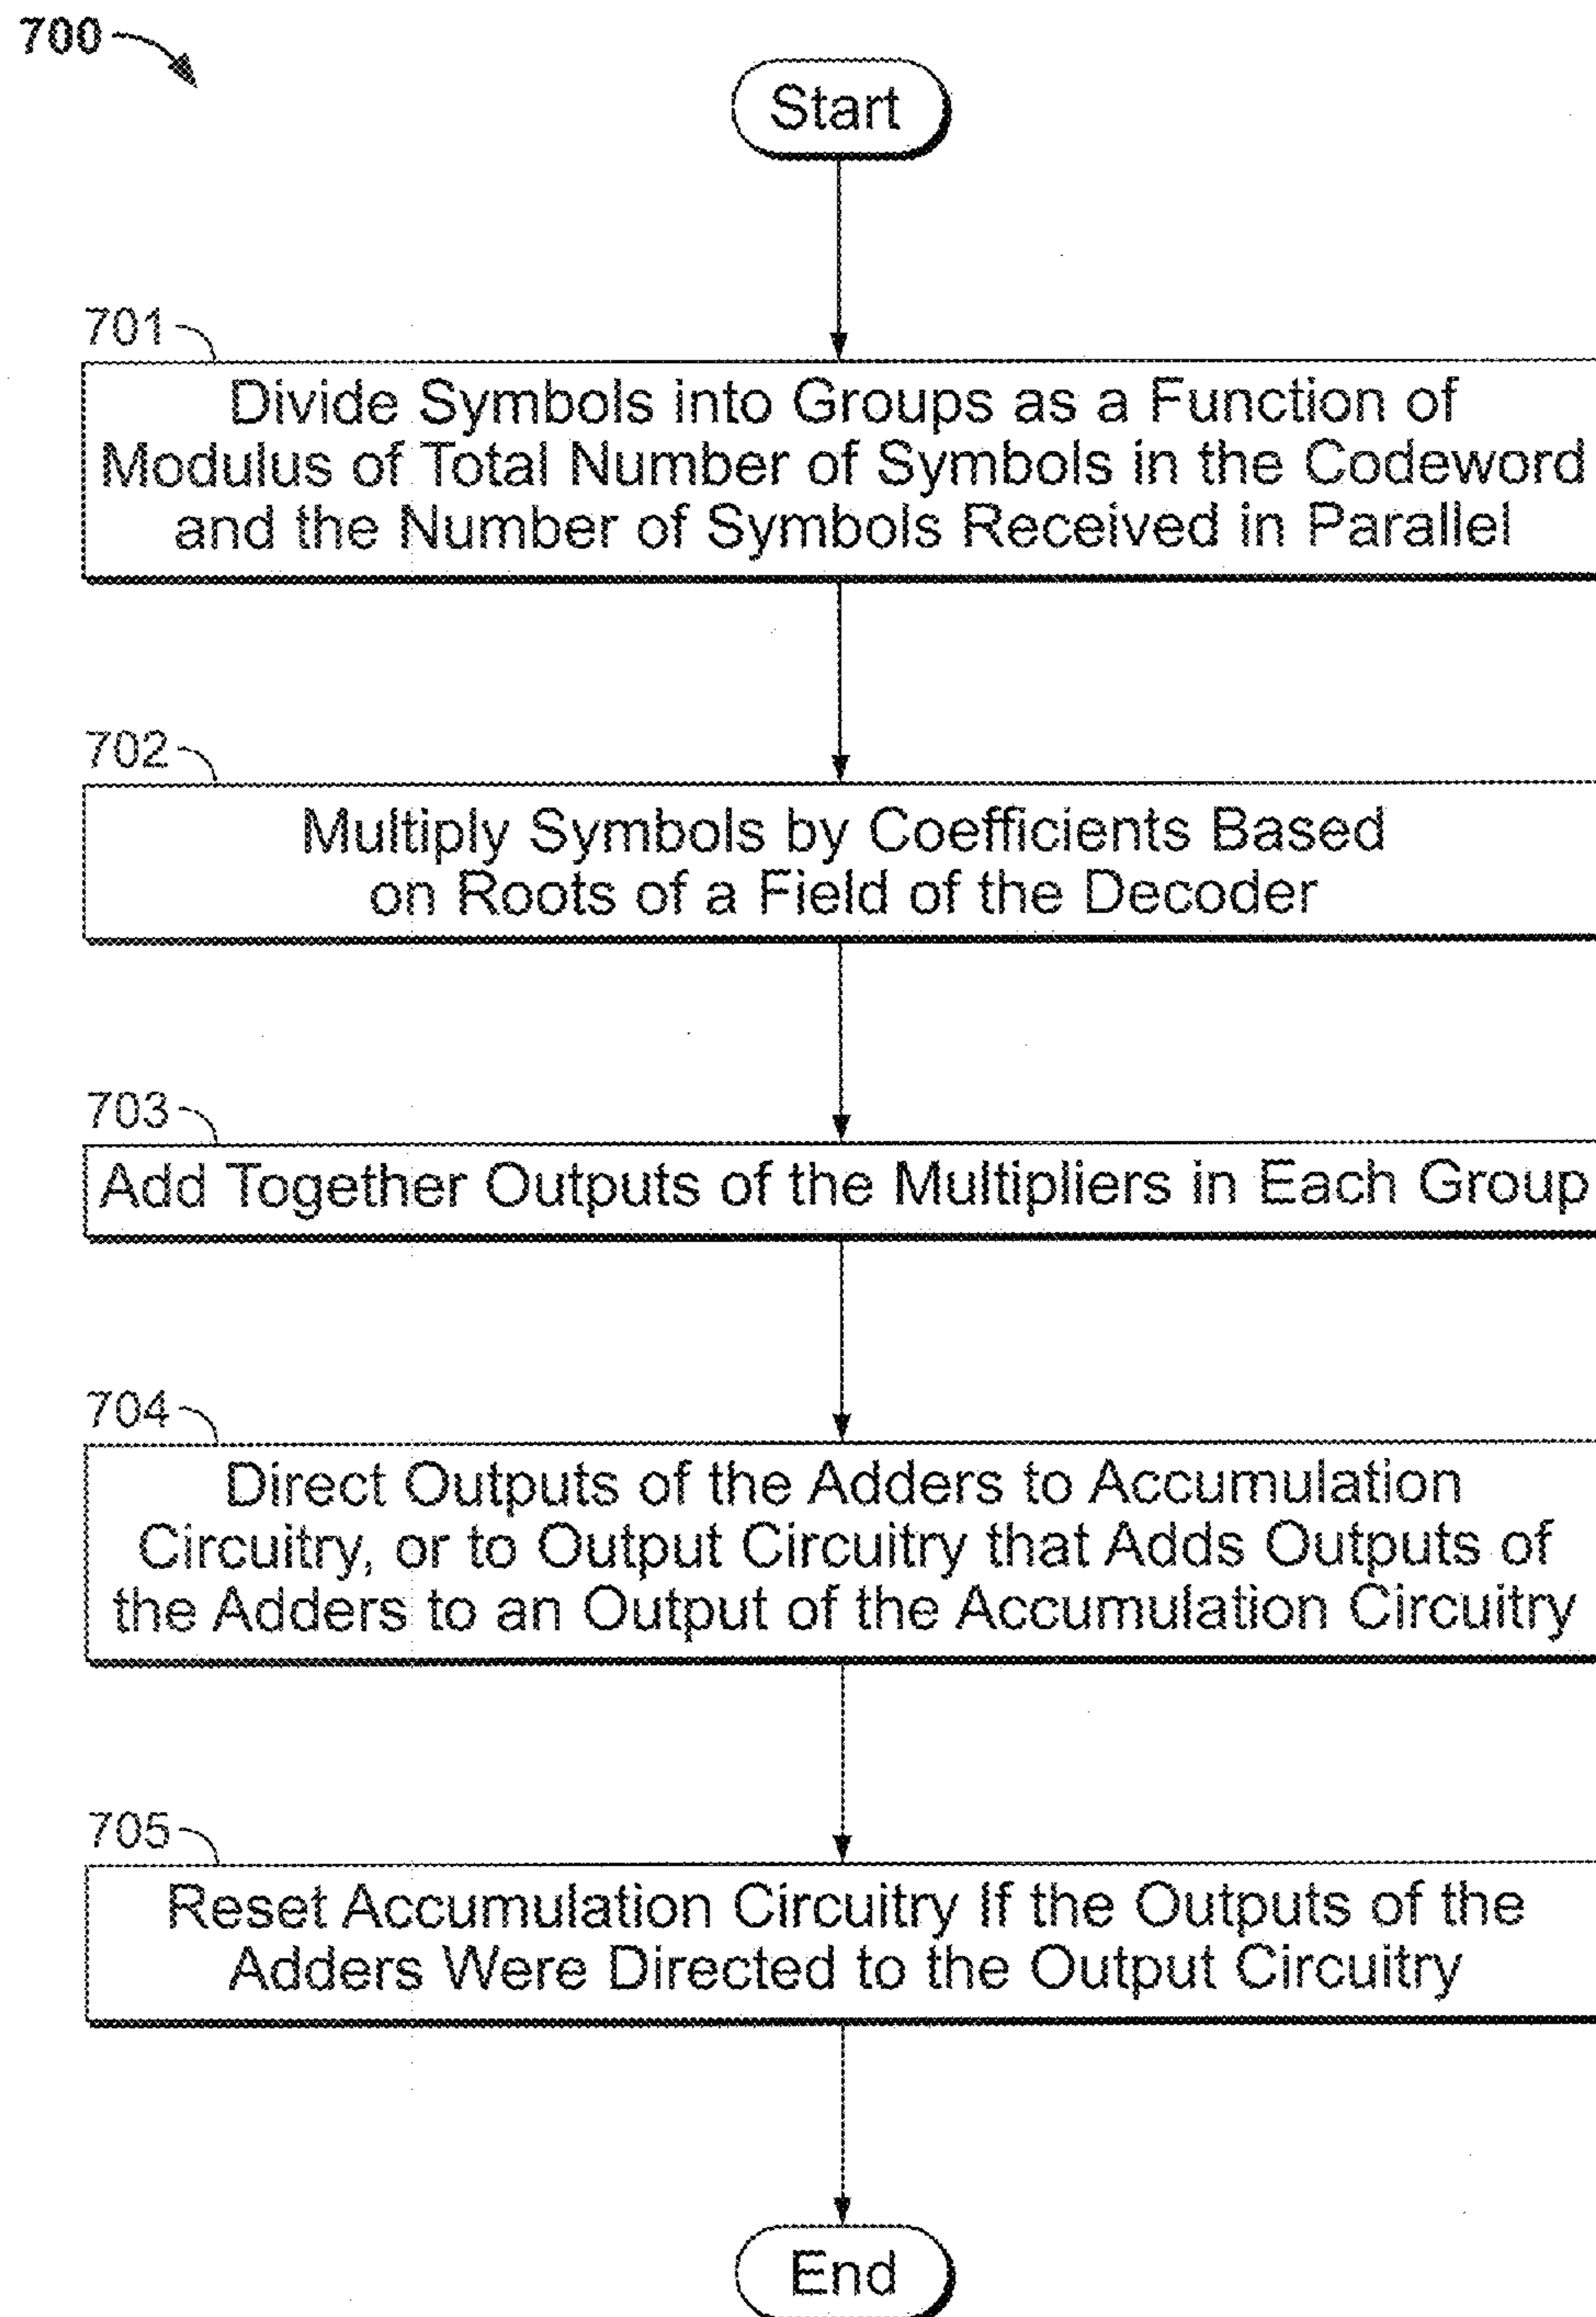 700
Start
701
Divide Symbols into Groups as a Function of
Modulus of Total Number of Symbols in the Codeword
and the Number of Symbols Received in Parallel
702
Multiply Symbols by Coefficients Based
on Roots of a Field of the Decoder
703
Add Together Outputs of the Multipliers in Each Group
704
Direct Outputs of the Adders to Accumulation
Circuitry, or to Output Circuitry that Adds Outputs of
the Adders to an Output of the Accumulation Circuitry
705
Reset Accumulation Circuitry If the Outputs of the
Adders Were Directed to the Output Circuitry
End